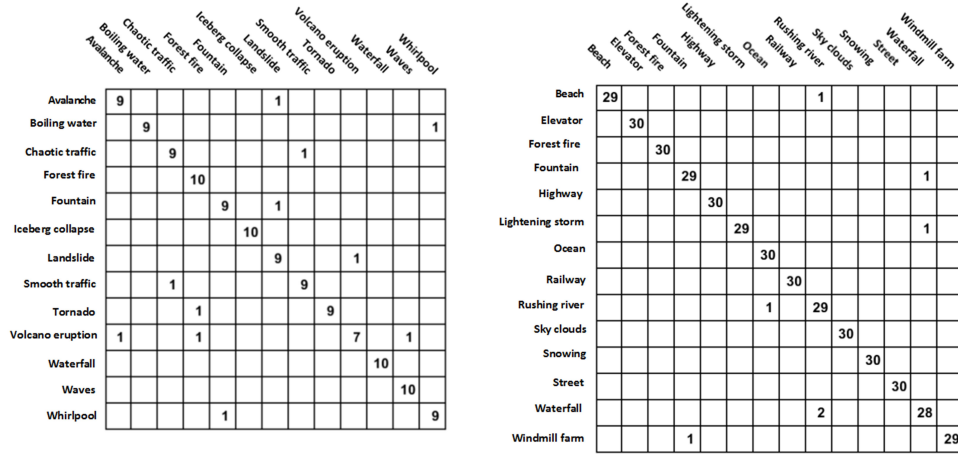 Avalanche
Boiling water
Chaotic traffic
Forest fire
Fountain
Iceberg collapse
Landslide
Smooth traffic
Tornado
Volcano eruption
Waterfall
Waves
Whirlpool
Avalanche 9 1
Boiling water 9 1
Chaotic traffic 9 1
Forest fire 10
Fountain 9 1
Iceberg collapse 10
Landslide 9 1
Smooth traffic 1 9
Tornado 1 9
Volcano eruption 1 1 7 1
Waterfall 10
Waves 10
Whirlpool 1 9
Beach
Elevator
Forest fire
Fountain
Highway
Lightening storm
Ocean
Railway
Rushing river
Sky clouds
Snowing
Street
Waterfall
Windmill farm
Beach 29 1
Elevator 30
Forest fire 30
Fountain 29 1
Highway 30
Lightening storm 29 1
Ocean 30
Railway 30
Rushing river 1 29
Sky clouds 30
Snowing 30
Street 30
Waterfall 2 28
Windmill farm 1 29